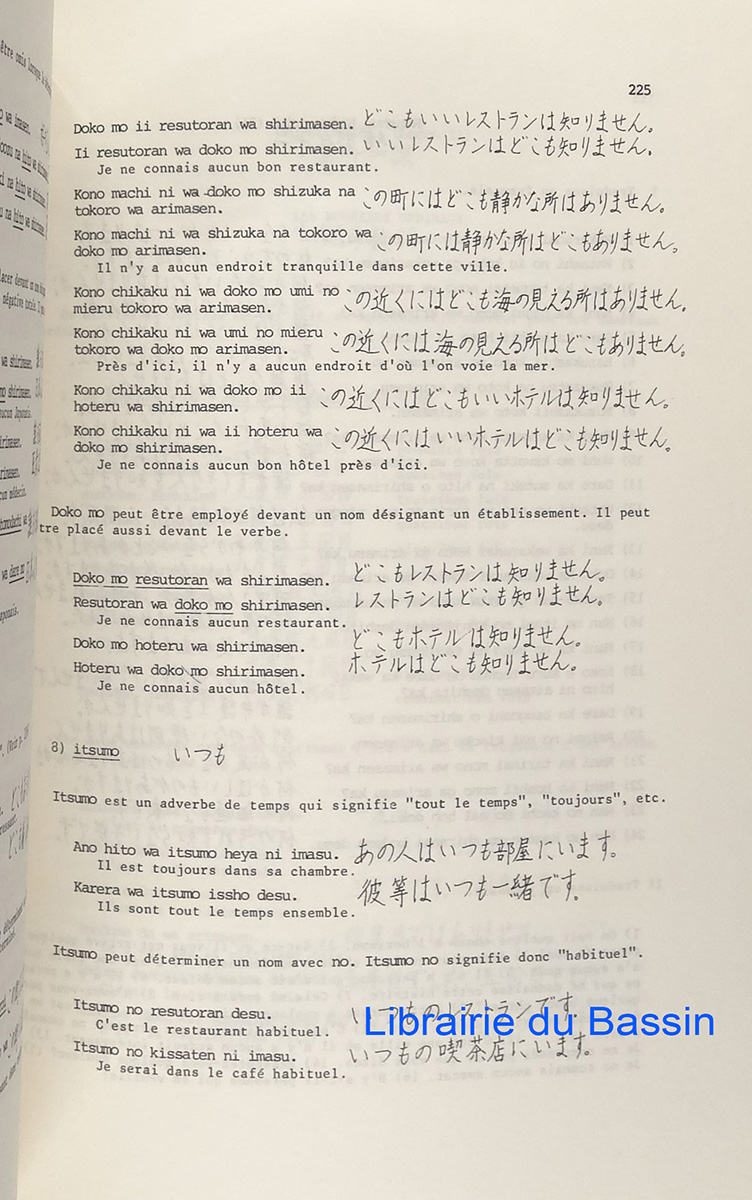 225
Doko mo ii resutoran wa shirimasen. どこもいいレストランは知りません。
Ii resutoran wa doko mo shirimasen. いいレストランはどこも知りません。
Je ne connais aucun bon restaurant.
Kono machi ni wa doko mo shizuka na この町にはどこも静かな所はありません。
tokoro wa arimasen.
Kono machi ni wa shizuka na tokoro wa この町には静かな所はどこもありません。
doko mo arimasen.
Il n'y a aucun endroit tranquille dans cette ville.
Kono chikaku ni wa doko mo umi no この近くにはどこも海の見える所はありません。
mieru tokoro wa arimasen.
Kono chikaku ni wa umi no mieru この近くには海の見える所はどこもありません。
tokoro wa doko mo arimasen.
Près d'ici, il n'y a aucun endroit d'où l'on voie la mer.
Kono chikaku ni wa doko mo ii この近くにはどこもいいホテルは知りません。
hoteru wa shirimasen.
Kono chikaku ni wa ii hoteru wa この近くにはいいホテルはどこも知りません。
doko mo shirimasen.
Je ne connais aucun bon hôtel près d'ici.
Doko mo peut être employé devant un nom désignant un établissement. Il peut
tre placé aussi devant le verbe.
Doko mo resutoran wa shirimasen. どこもレストランは知りません。
Resutoran wa doko mo shirimasen. レストランはどこも知りません。
Je ne connais aucun restaurant.
Doko mo hoteru wa shirimasen. どこもホテルは知りません。
Hoteru wa doko mo shirimasen. ホテルはどこも知りません。
Je ne connais aucun hôtel.
8) itsumo いつも
Itsumo est un adverbe de temps qui signifie "tout le temps", "toujours", etc.
Ano hito wa itsumo heya ni imasu. あの人はいつも部屋にいます。
Il est toujours dans sa chambre.
Karera wa itsumo issho desu. 彼等はいつも一緒です。
Ils sont tout le temps ensemble.
Itsumo peut déterminer un nom avec no. Itsumo no signifie donc "habituel".
Itsumo no resutoran desu. いつものレストランです。
C'est le restaurant habituel.
Librairie du Bassin
Itsumo no kissaten ni imasu. いつもの喫茶店にいます。
Je serai dans le café habituel.